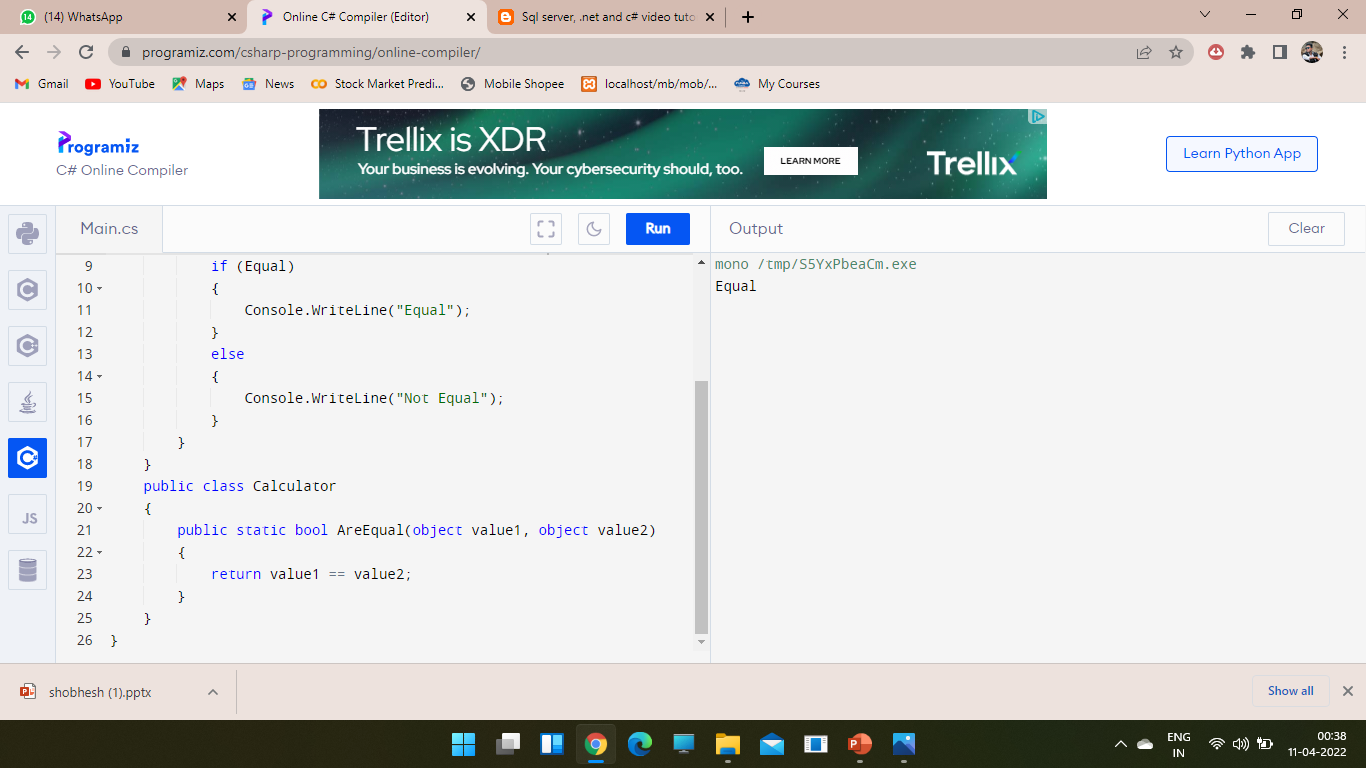 (14) WhatsApp
Online C# Compiler (Editor)
Sql server, .net and c# video tuto
programiz.com/csharp-programming/online-compiler/
Gmail
YouTube
Maps
News
Stock Market Predi...
Mobile Shopee
localhost/mb/mob/...
My Courses
Programiz
C# Online Compiler
Trellix is XDR
Your business is evolving. Your cybersecurity should, too.
LEARN MORE
Trellix
Learn Python App
Main.cs
Run
Output
Clear
9 if (Equal)
10 {
11 Console.WriteLine("Equal");
12 }
13 else
14 {
15 Console.WriteLine("Not Equal");
16 }
17 }
18 }
19 public class Calculator
20 {
21 public static bool AreEqual(object value1, object value2)
22 {
23 return value1 == value2;
24 }
25 }
26 }
mono /tmp/S5YxPbeaCm.exe
Equal
JS
shobhesh (1).pptx
Show all
ENG
IN
00:38
11-04-2022